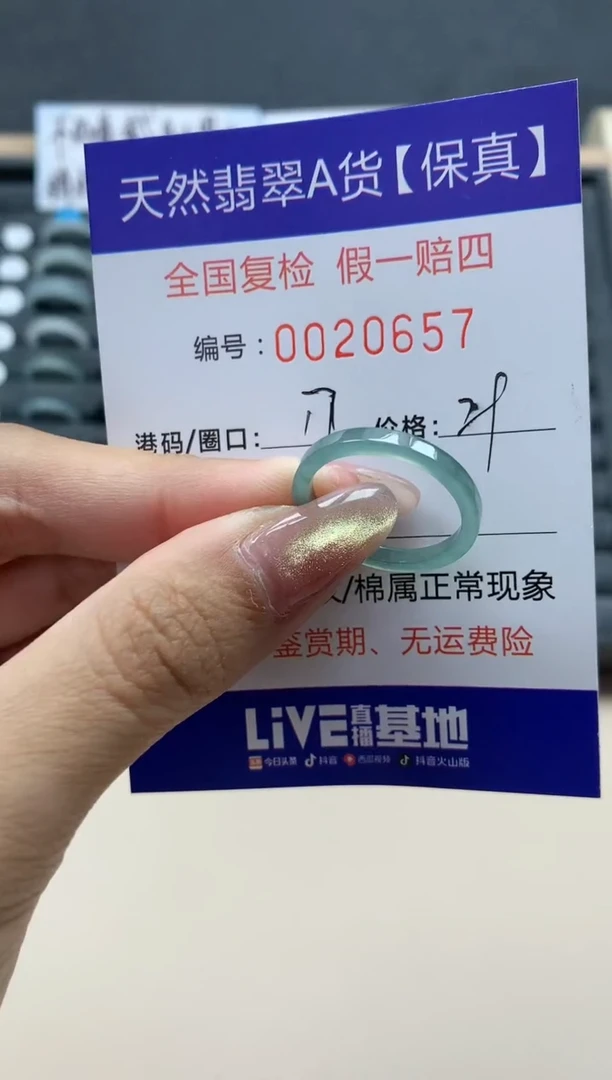 天然翡翠A货【保真】
全国复检 假一赔四
编号：0020657
港码/圈口： 价格：
/棉属正常现象
鉴赏期、无运费险
LiVE直播基地
今日头条 抖音 西瓜视频 抖音火山版